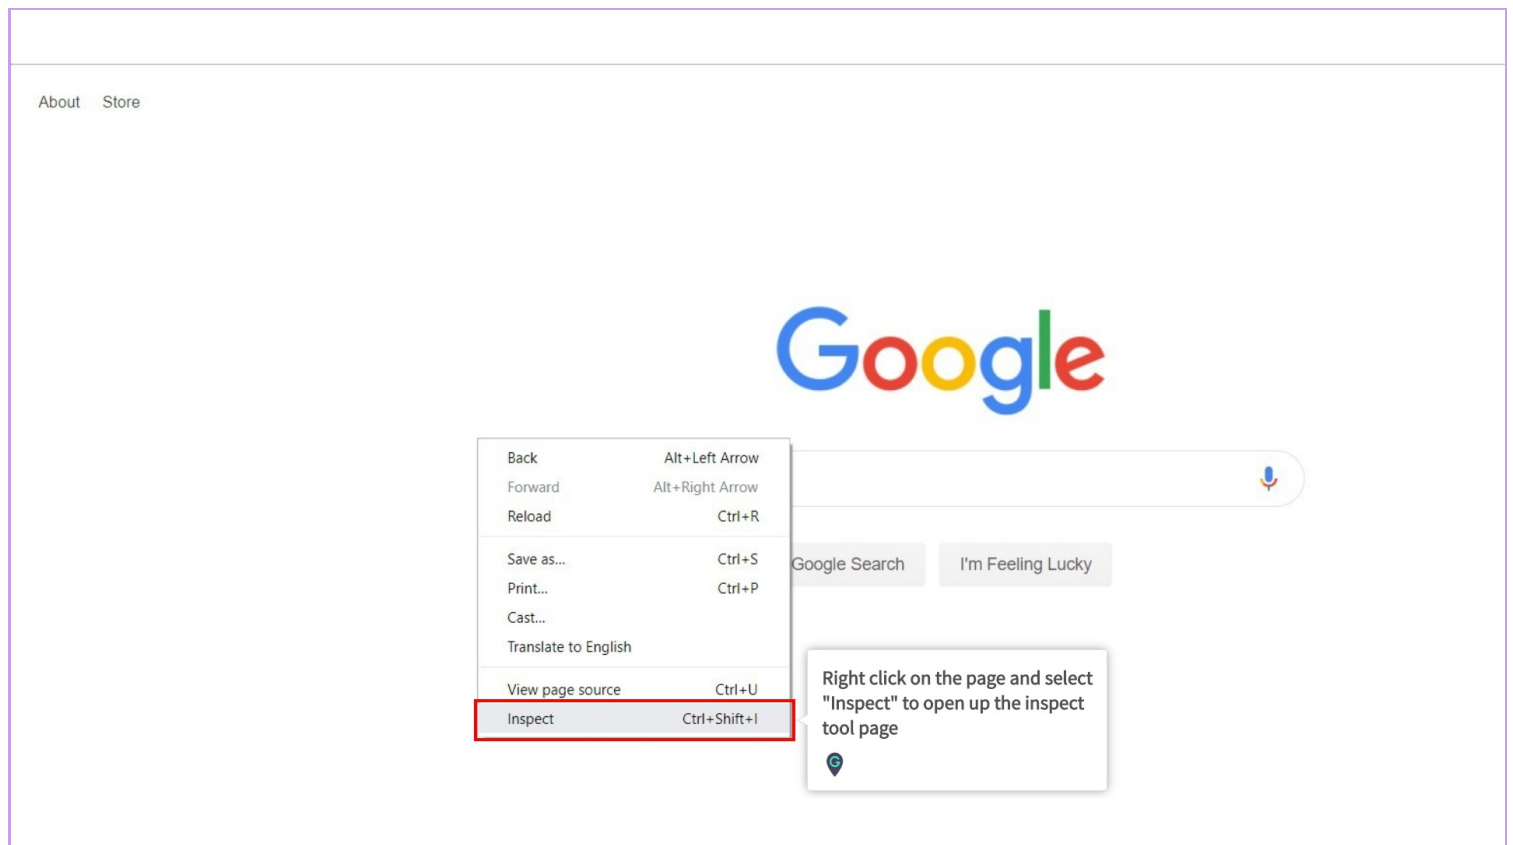 About Store
Google
Back Alt+Left Arrow
Forward Alt+Right Arrow
Reload Ctrl+R
Save as... Ctrl+S
Print... Ctrl+P
Cast...
Translate to English
View page source Ctrl+U
Inspect Ctrl+Shift+I
Google Search I'm Feeling Lucky
Right click on the page and select
"Inspect" to open up the inspect
tool page
G